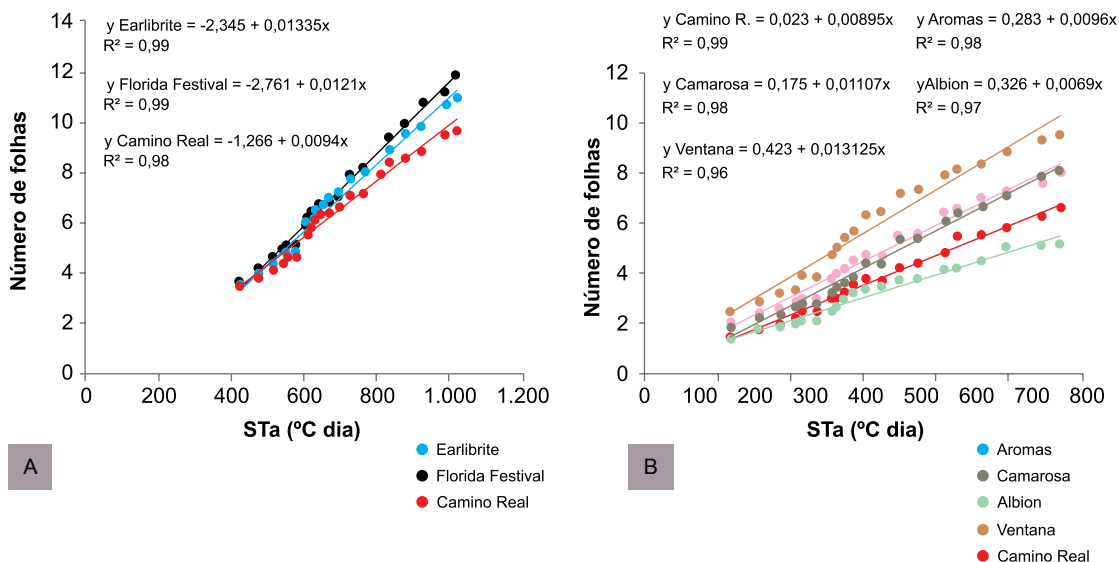 y Earlibrite = -2,345 + 0,01335x
R² = 0,99
y Florida Festival = -2,761 + 0,0121x
R² = 0,99
y Camino Real = -1,266 + 0,0094x
R² = 0,98
Número de folhas
14
12
10
8
6
4
2
0
0 200 400 600 800 1.000 1.200
STa (ºC dia)
A
Earlibrite
Florida Festival
Camino Real
y Camino R. = 0,023 + 0,00895x
R² = 0,99
y Aromas = 0,283 + 0,0096x
R² = 0,98
y Camarosa = 0,175 + 0,01107x
R² = 0,98
yAlbion = 0,326 + 0,0069x
R² = 0,97
y Ventana = 0,423 + 0,013125x
R² = 0,96
Número de folhas
12
10
8
6
4
2
0
0 100 200 300 400 500 600 700 800
STa (ºC dia)
B
Aromas
Camarosa
Albion
Ventana
Camino Real